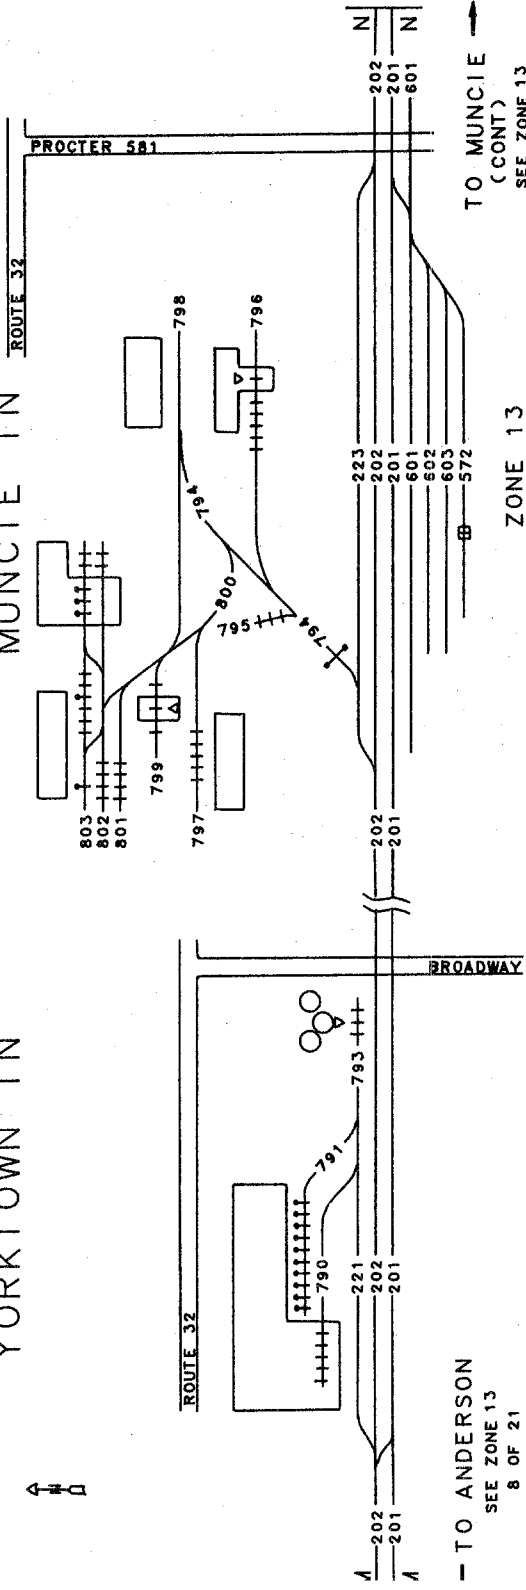 YORKTOWN IN
MUNCIE IN
ROUTE 32
PROCTER 581
ROUTE 32
BROADWAY
803
802
801
799
797
798
796
794
800
795
794
223
202
201
601
602
603
572
202
201
601
N
N
202
201
793
791
790
221
202
201
202
201
TO MUNCIE
(CONT)
SEE ZONE 13
ZONE 13
TO ANDERSON
SEE ZONE 13
8 OF 21